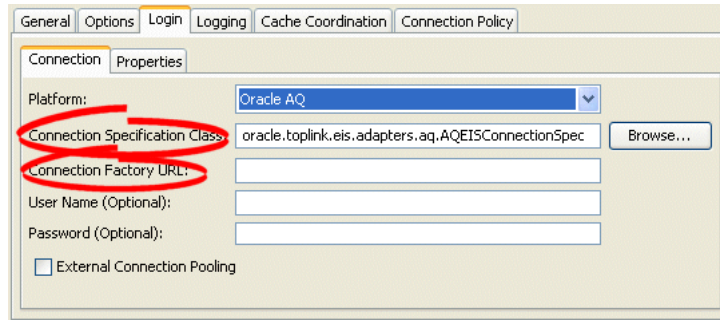 General Options Login Logging Cache Coordination Connection Policy
Connection Properties
Platform: Oracle AQ
Connection Specification Class: oracle.toplink.eis.adapters.aq.AQEISConnectionSpec Browse...
Connection Factory URL:
User Name (Optional):
Password (Optional):
External Connection Pooling